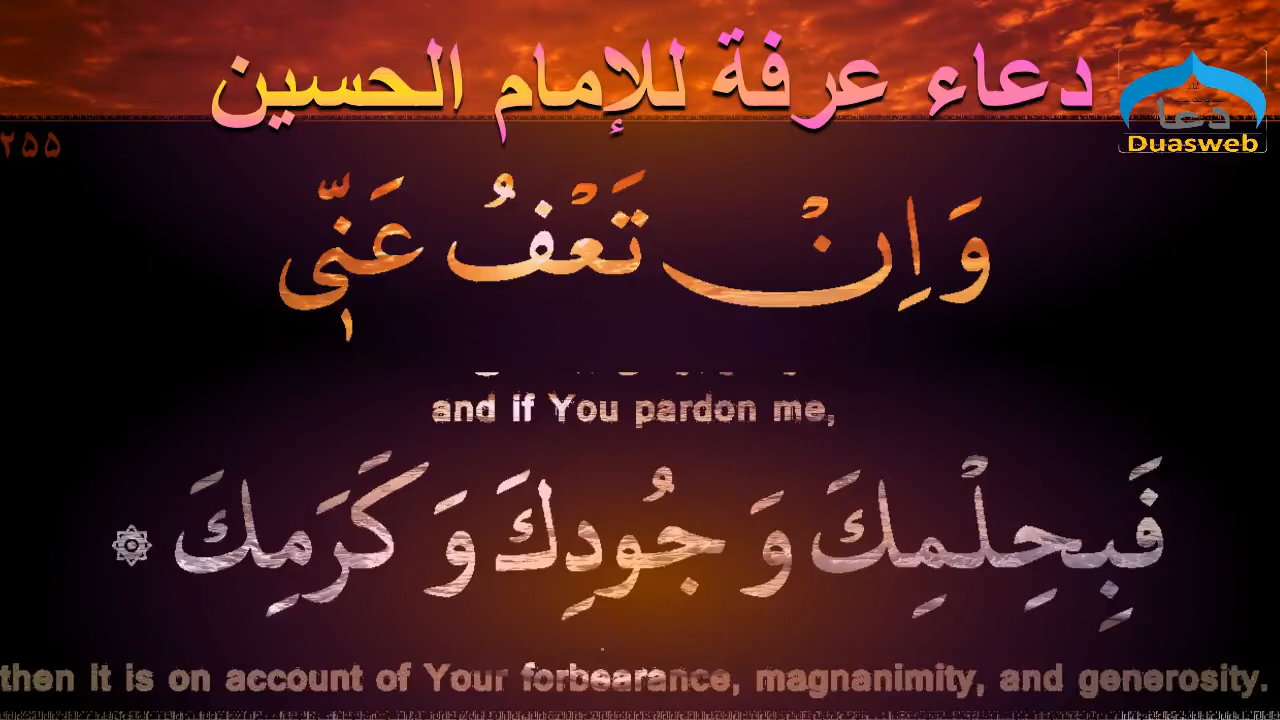 دعاء عرفة للإمام الحسين
دعا
Duasweb
٢٥٥
وَ اِنْ تَعْفُ عَنّي
and if You pardon me,
فَبِحِلْمِكَ وَ جُودِكَ وَ كَرَمِكَ ۞
then it is on account of Your forbearance, magnanimity, and generosity.